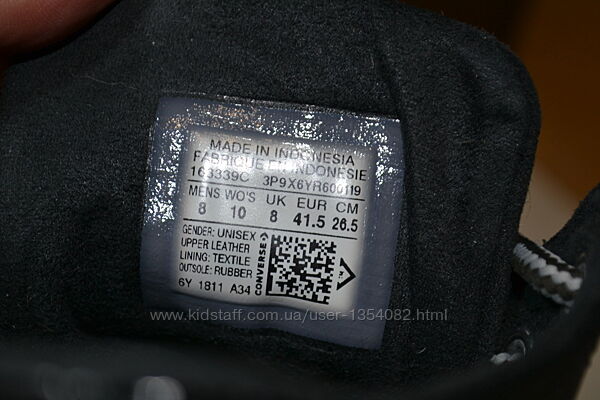 MADE IN INDONESIA
FABRIQUE EN INDONESIE
163339C 3P9X6YR600119
MENS WO'S UK EUR CM
8 10 8 41.5 26.5
GENDER: UNISEX
UPPER LEATHER
LINING: TEXTILE
OUTSOLE: RUBBER
6Y 1811 A34
CONVERSE
www.kidstaff.com.ua/user-1354082.html